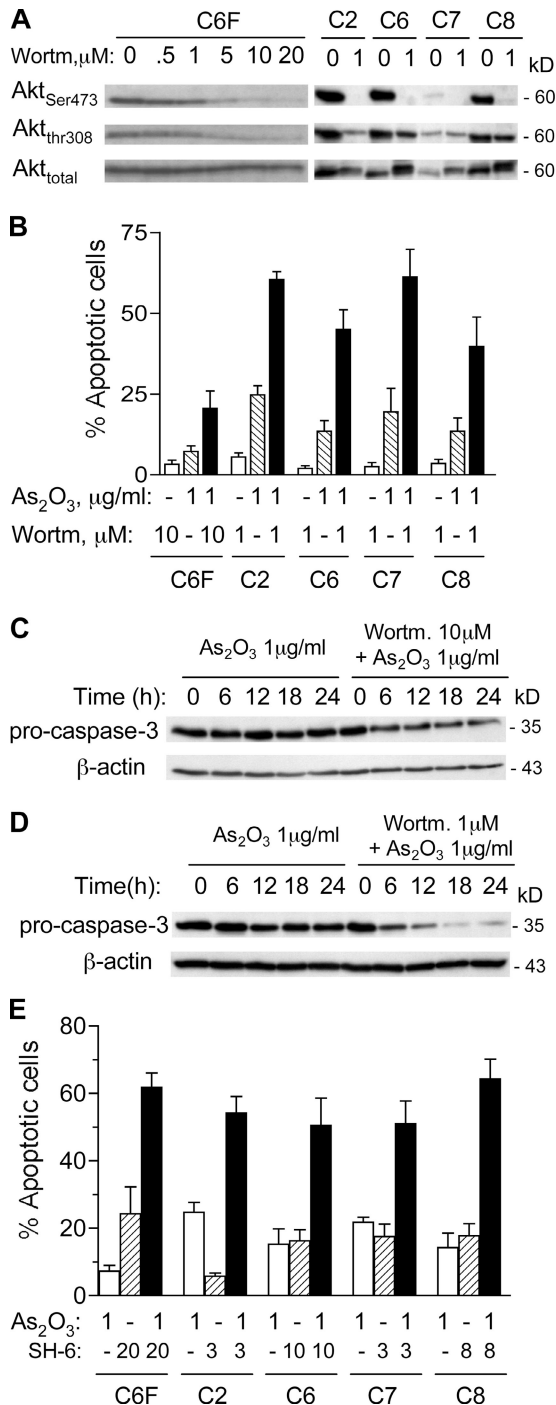 A
C6F C2 C6 C7 C8
Wortm,μM: 0 .5 1 5 10 20 0 1 0 1 0 1 0 1 kD
AktSer473 - 60
Aktthr308 - 60
Akttotal - 60
B
% Apoptotic cells
75
50
25
0
As2O3, μg/ml: - 1 1 - 1 1 - 1 1 - 1 1 - 1 1
Wortm, μM: 10 - 10 1 - 1 1 - 1 1 - 1 1 - 1
C6F C2 C6 C7 C8
C
As2O3 1μg/ml Wortm. 10μM
+ As2O3 1μg/ml
Time (h): 0 6 12 18 24 0 6 12 18 24 kD
pro-caspase-3 - 35
β-actin - 43
D
As2O3 1μg/ml Wortm. 1μM
+ As2O3 1μg/ml
Time(h): 0 6 12 18 24 0 6 12 18 24 kD
pro-caspase-3 - 35
β-actin - 43
E
% Apoptotic cells
80
60
40
20
0
As2O3: 1 - 1 1 - 1 1 - 1 1 - 1 1 - 1
SH-6: - 20 20 - 3 3 - 10 10 - 3 3 - 8 8
C6F C2 C6 C7 C8